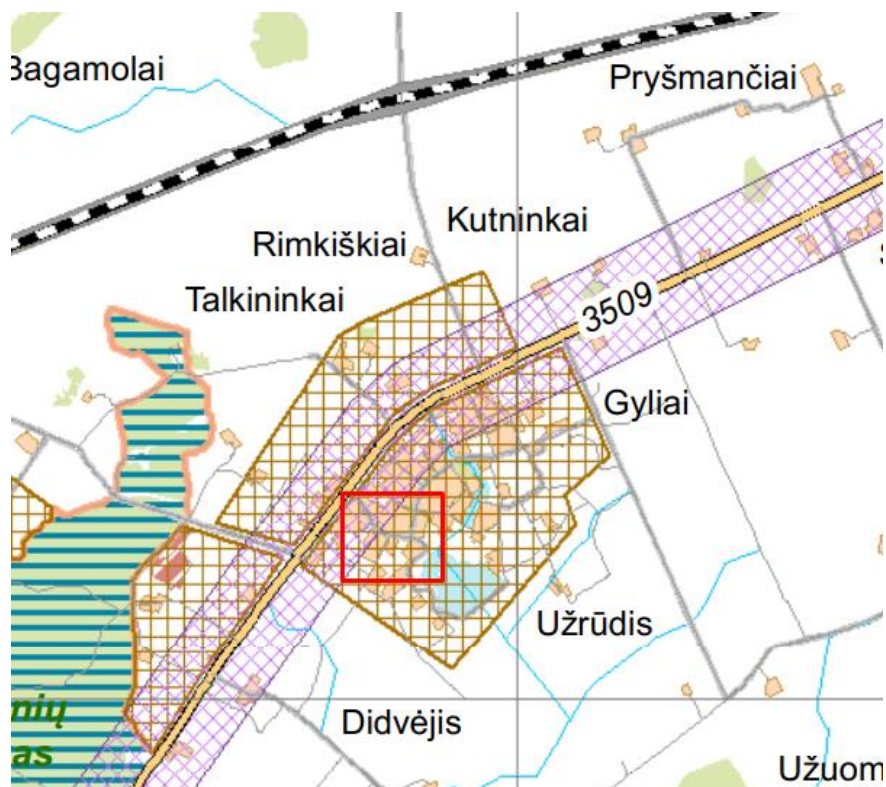 Bagamolai
Pryšmančiai
Kutninkai
Rimkiškiai
Talkininkai
3509
Gyliai
Užrūdis
nių
as
Didvėjis
Užuom